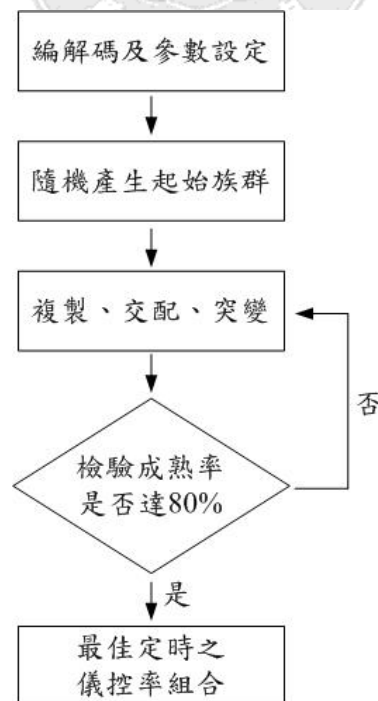 編解碼及參數設定
隨機產生起始族群
複製、交配、突變
否
檢驗成熟率
是否達80%
是
最佳定時之
儀控率組合